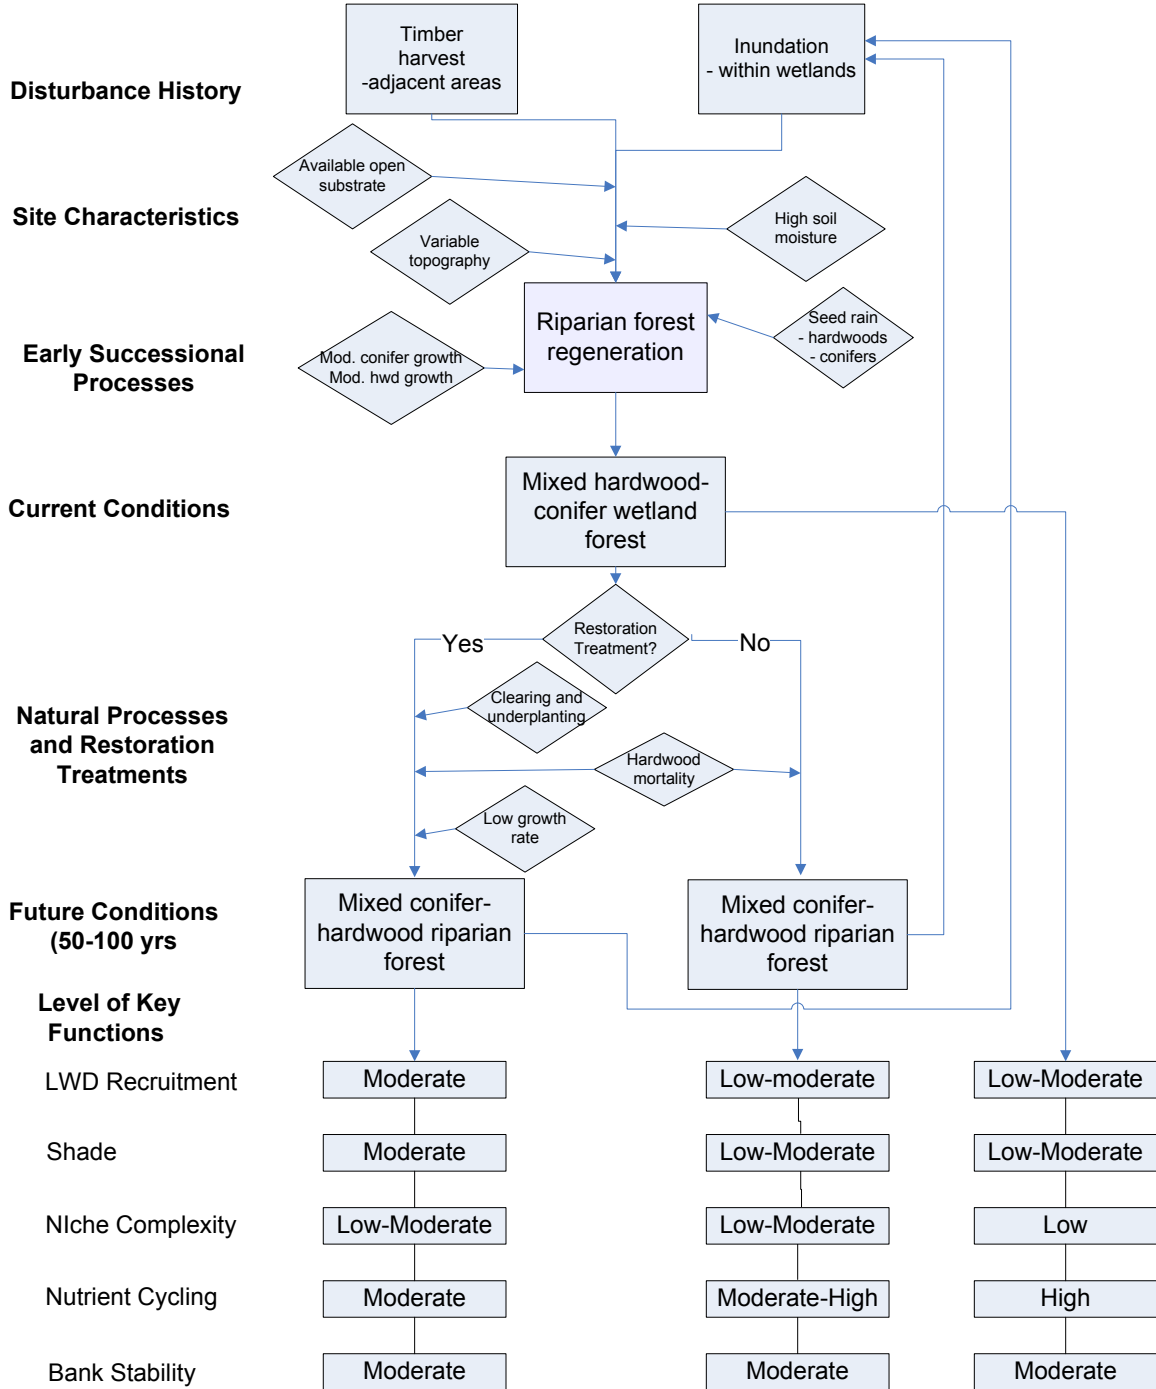 Timber
harvest
-adjacent areas
Inundation
- within wetlands
Disturbance History
Available open
substrate
Site Characteristics
High soil
moisture
Variable
topography
Riparian forest
regeneration
Seed rain
- hardwoods
- conifers
Early Successional
Processes
Mod. conifer growth
Mod. hwd growth
Current Conditions
Mixed hardwood-
conifer wetland
forest
Restoration
Treatment?
Yes
No
Clearing and
underplanting
Natural Processes
and Restoration
Treatments
Hardwood
mortality
Low growth
rate
Future Conditions
(50-100 yrs
Mixed conifer-
hardwood riparian
forest
Mixed conifer-
hardwood riparian
forest
Level of Key
Functions
LWD Recruitment
Moderate
Low-moderate
Low-Moderate
Shade
Moderate
Low-Moderate
Low-Moderate
NIche Complexity
Low-Moderate
Low-Moderate
Low
Nutrient Cycling
Moderate
Moderate-High
High
Bank Stability
Moderate
Moderate
Moderate